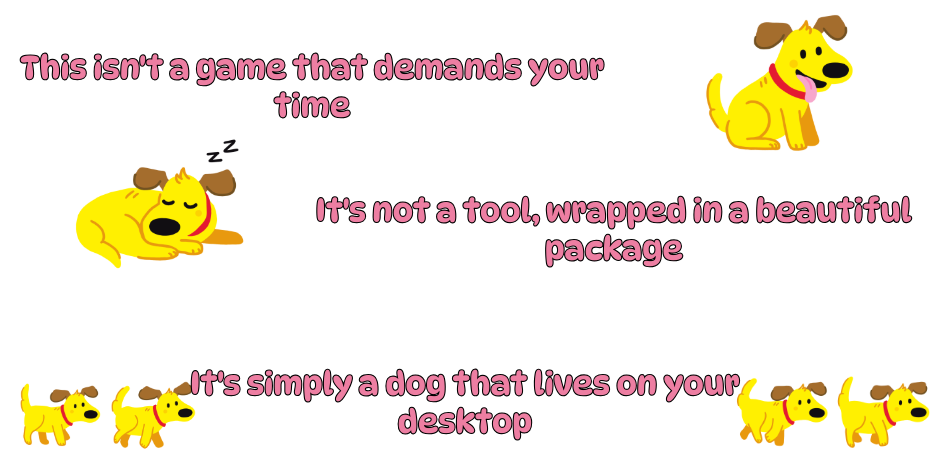 This isn't a game that demands your
time
z z
It's not a tool, wrapped in a beautiful
package
It's simply a dog that lives on your
desktop